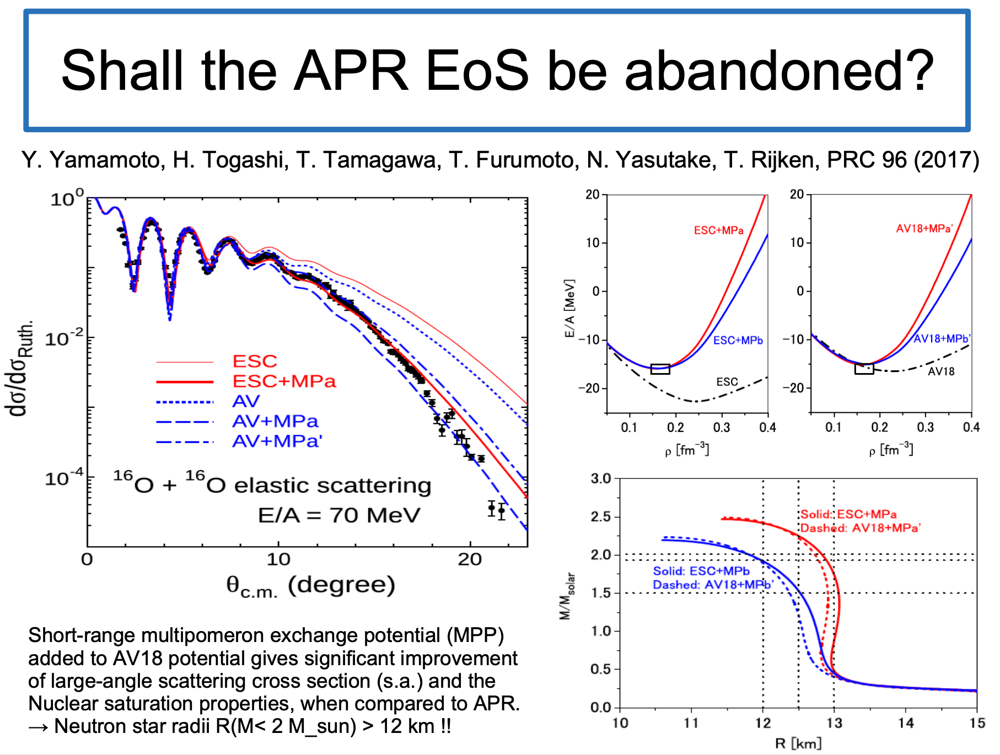 Shall the APR EoS be abandoned?
Y. Yamamoto, H. Togashi, T. Tamagawa, T. Furumoto, N. Yasutake, T. Rijken, PRC 96 (2017)
10⁰
10⁻²
10⁻⁴
dσ/dσRuth.
ESC
ESC+MPa
AV
AV+MPa
AV+MPa'
¹⁶O + ¹⁶O elastic scattering
E/A = 70 MeV
0 10 20
θc.m. (degree)
20
10
0
−10
−20
E/A [MeV]
ESC+MPa
ESC+MPb
ESC
0.1 0.2 0.3 0.4
ρ [fm⁻³]
20
10
0
−10
−20
AV18+MPa'
AV18+MPb'
AV18
0.1 0.2 0.3 0.4
ρ [fm⁻³]
3.0
2.5
2.0
1.5
1.0
0.5
0.0
M/Msolar
Solid: ESC+MPa
Dashed: AV18+MPa'
Solid: ESC+MPb
Dashed: AV18+MPb'
10 11 12 13 14 15
R [km]
Short-range multipomeron exchange potential (MPP)
added to AV18 potential gives significant improvement
of large-angle scattering cross section (s.a.) and the
Nuclear saturation properties, when compared to APR.
→ Neutron star radii R(M< 2 M_sun) > 12 km !!